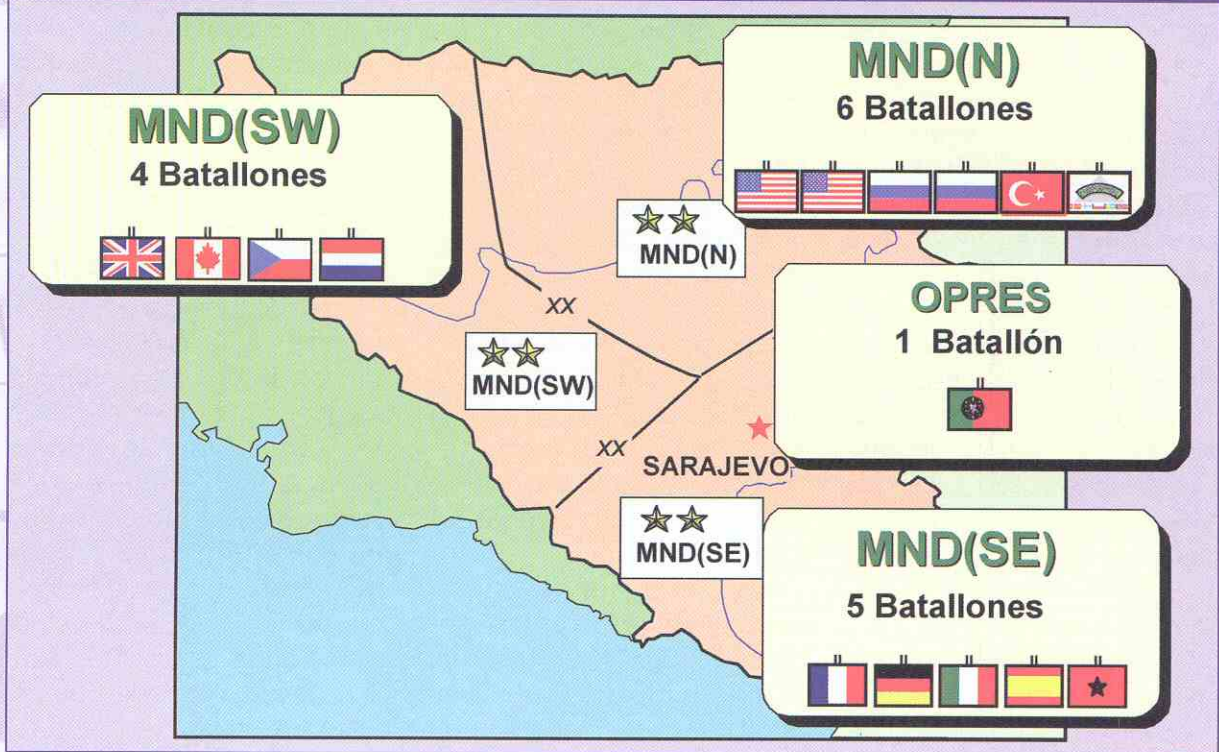 MND(N)
6 Batallones
MND(SW)
4 Batallones
MND(N)
XX
OPRES
1 Batallón
MND(SW)
XX
SARAJEVO
MND(SE)
MND(SE)
5 Batallones